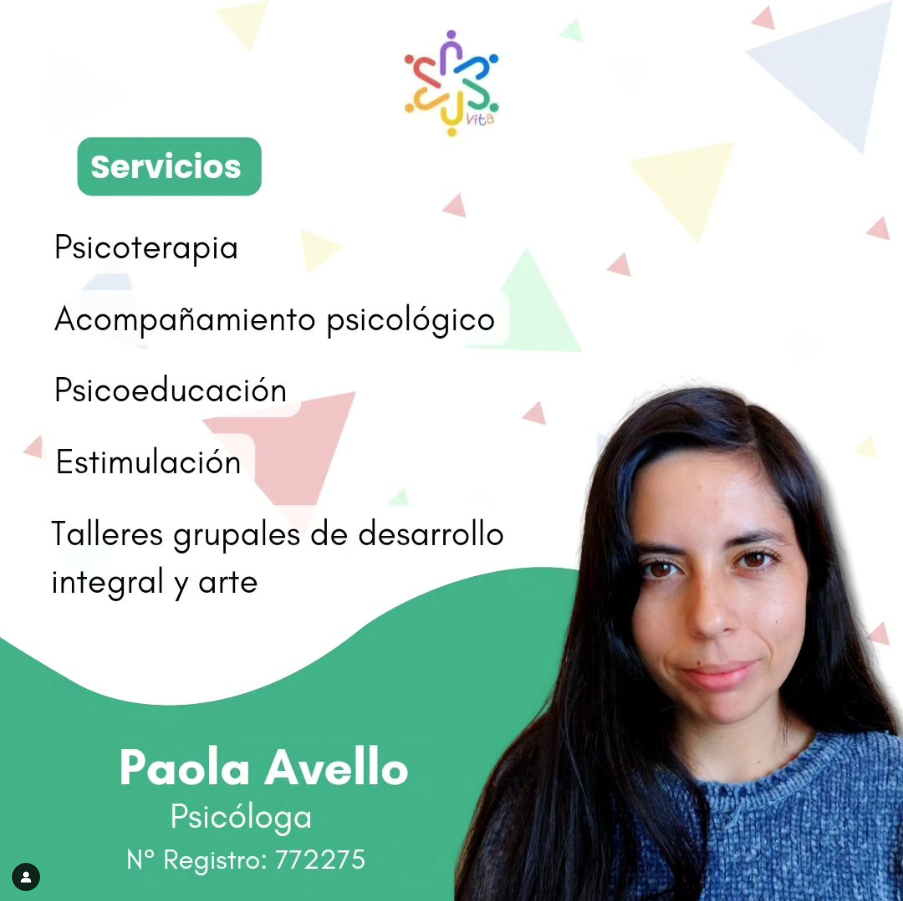 Vita
Servicios
Psicoterapia
Acompañamiento psicológico
Psicoeducación
Estimulación
Talleres grupales de desarrollo
integral y arte
Paola Avello
Psicóloga
N° Registro: 772275